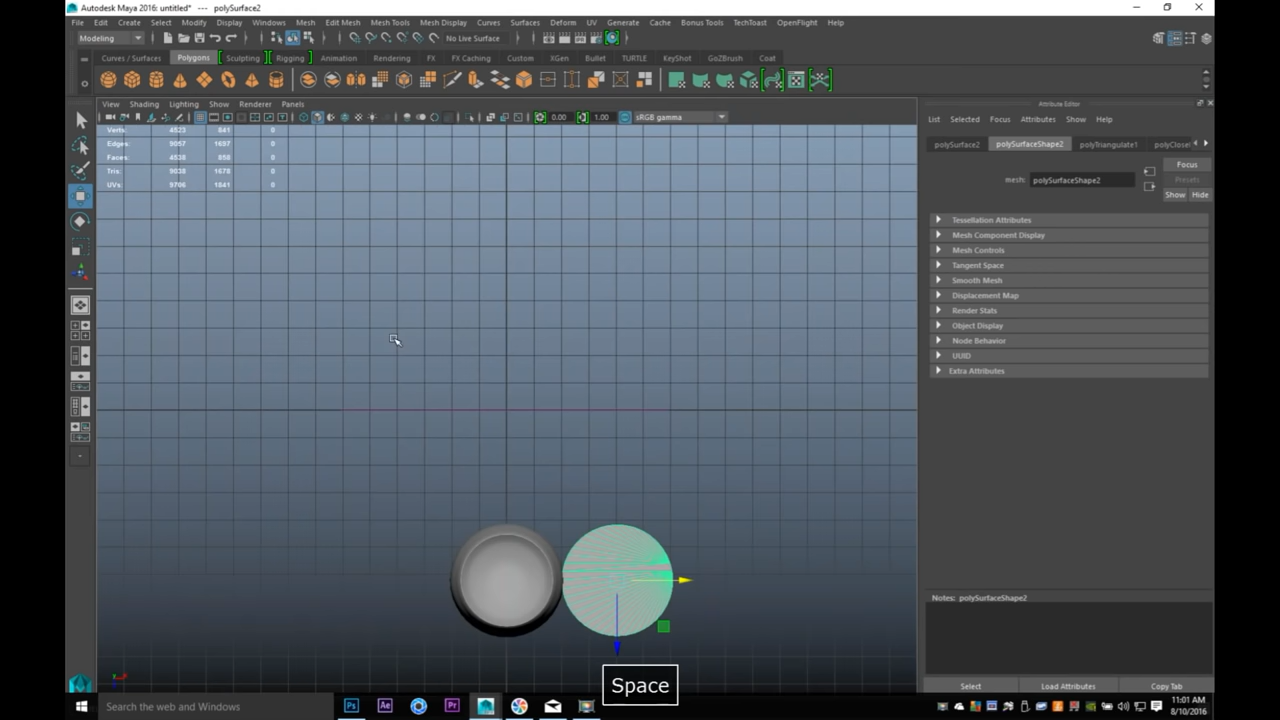 Autodesk Maya 2016: untitled* --- polySurface2
File Edit Create Select Modify Display Windows Mesh Edit Mesh Mesh Tools Mesh Display Curves Surfaces Deform UV Generate Cache Bonus Tools TechToast OpenFlight Help
Modeling No Live Surface
Curves / Surfaces Polygons Sculpting Rigging Animation Rendering FX FX Caching Custom XGen Bullet TURTLE KeyShot GoZBrush Coat
Attribute Editor
View Shading Lighting Show Renderer Panels
List Selected Focus Attributes Show Help
0.00 1.00 sRGB gamma
Verts: 4523 841 0
Edges: 9057 1697 0
Faces: 4538 858 0
Tris: 9038 1678 0
UVs: 9706 1841 0
polySurface2 polySurfaceShape2 polyTriangulate1 polyClose
Focus
mesh: polySurfaceShape2
Presets
Show Hide
Tessellation Attributes
Mesh Component Display
Mesh Controls
Tangent Space
Smooth Mesh
Displacement Map
Render Stats
Object Display
Node Behavior
UUID
Extra Attributes
Notes: polySurfaceShape2
Select Load Attributes Copy Tab
Space
Search the web and Windows
Ps Ae Pr
11:01 AM
8/10/2016